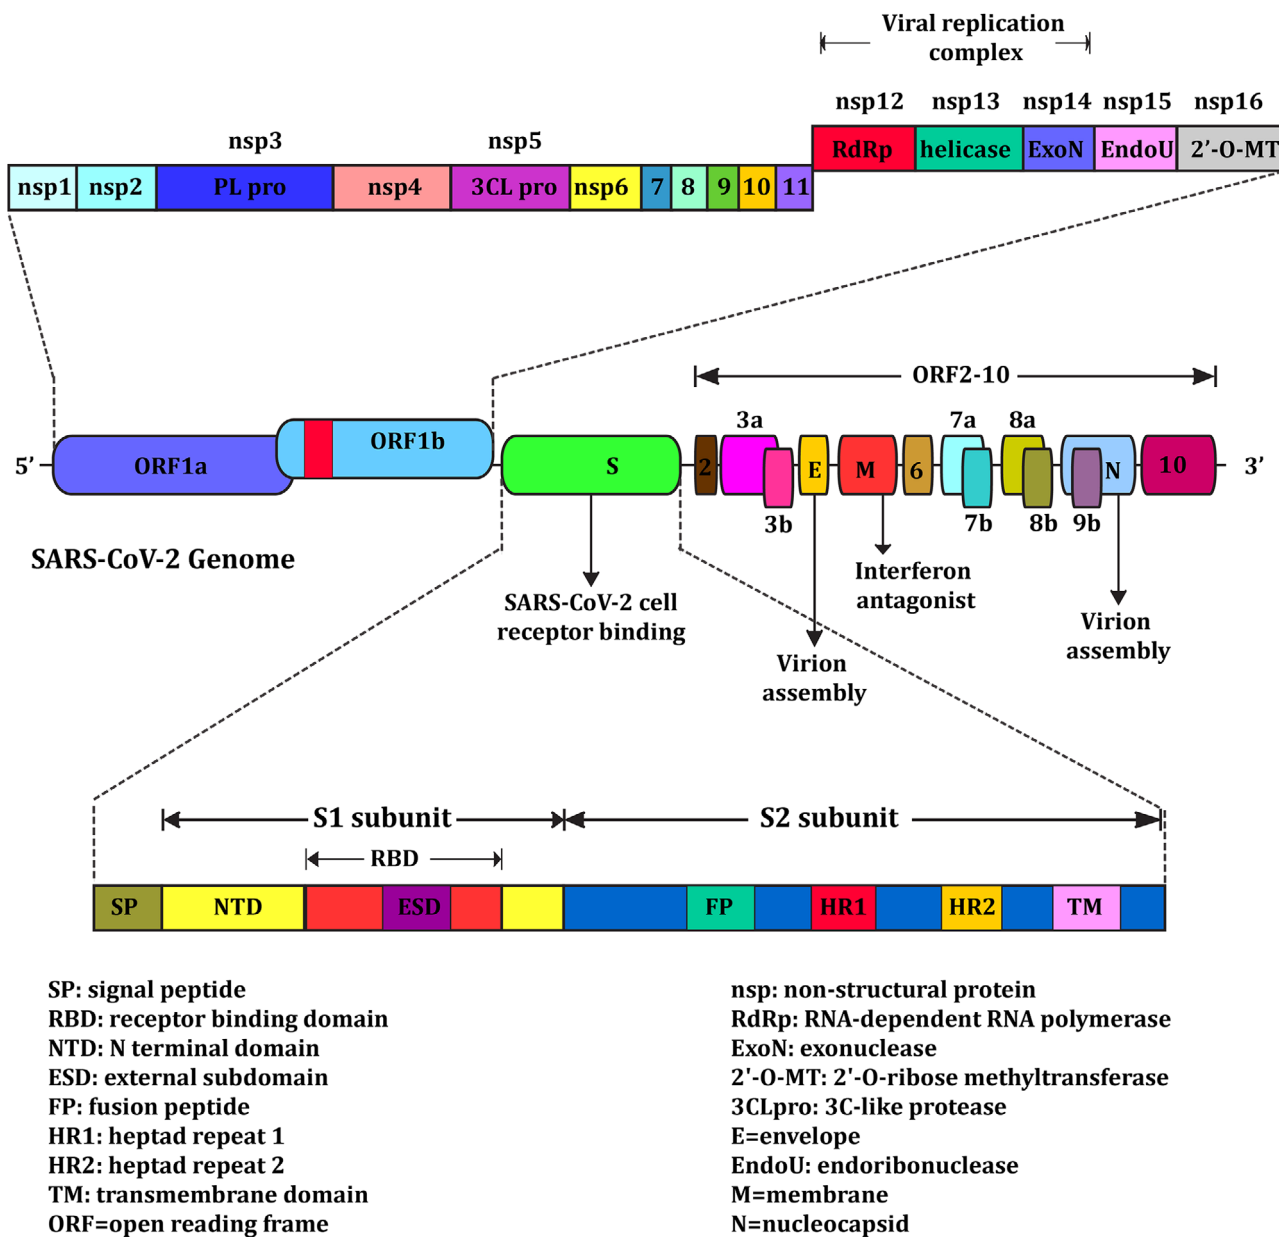 Viral replication
complex
nsp12 nsp13 nsp14 nsp15 nsp16
nsp3 nsp5
RdRp helicase ExoN EndoU 2’-O-MT
nsp1 nsp2 PL pro nsp4 3CL pro nsp6 7 8 9 10 11
ORF2-10
3a 7a 8a
5’ ORF1a ORF1b S 2 E M 6 N 10 3’
3b 7b 8b 9b
SARS-CoV-2 Genome
SARS-CoV-2 cell
receptor binding
Interferon
antagonist
Virion
assembly
Virion
assembly
S1 subunit S2 subunit
RBD
SP NTD ESD FP HR1 HR2 TM
SP: signal peptide
RBD: receptor binding domain
NTD: N terminal domain
ESD: external subdomain
FP: fusion peptide
HR1: heptad repeat 1
HR2: heptad repeat 2
TM: transmembrane domain
ORF=open reading frame
nsp: non-structural protein
RdRp: RNA-dependent RNA polymerase
ExoN: exonuclease
2'-O-MT: 2'-O-ribose methyltransferase
3CLpro: 3C-like protease
E=envelope
EndoU: endoribonuclease
M=membrane
N=nucleocapsid